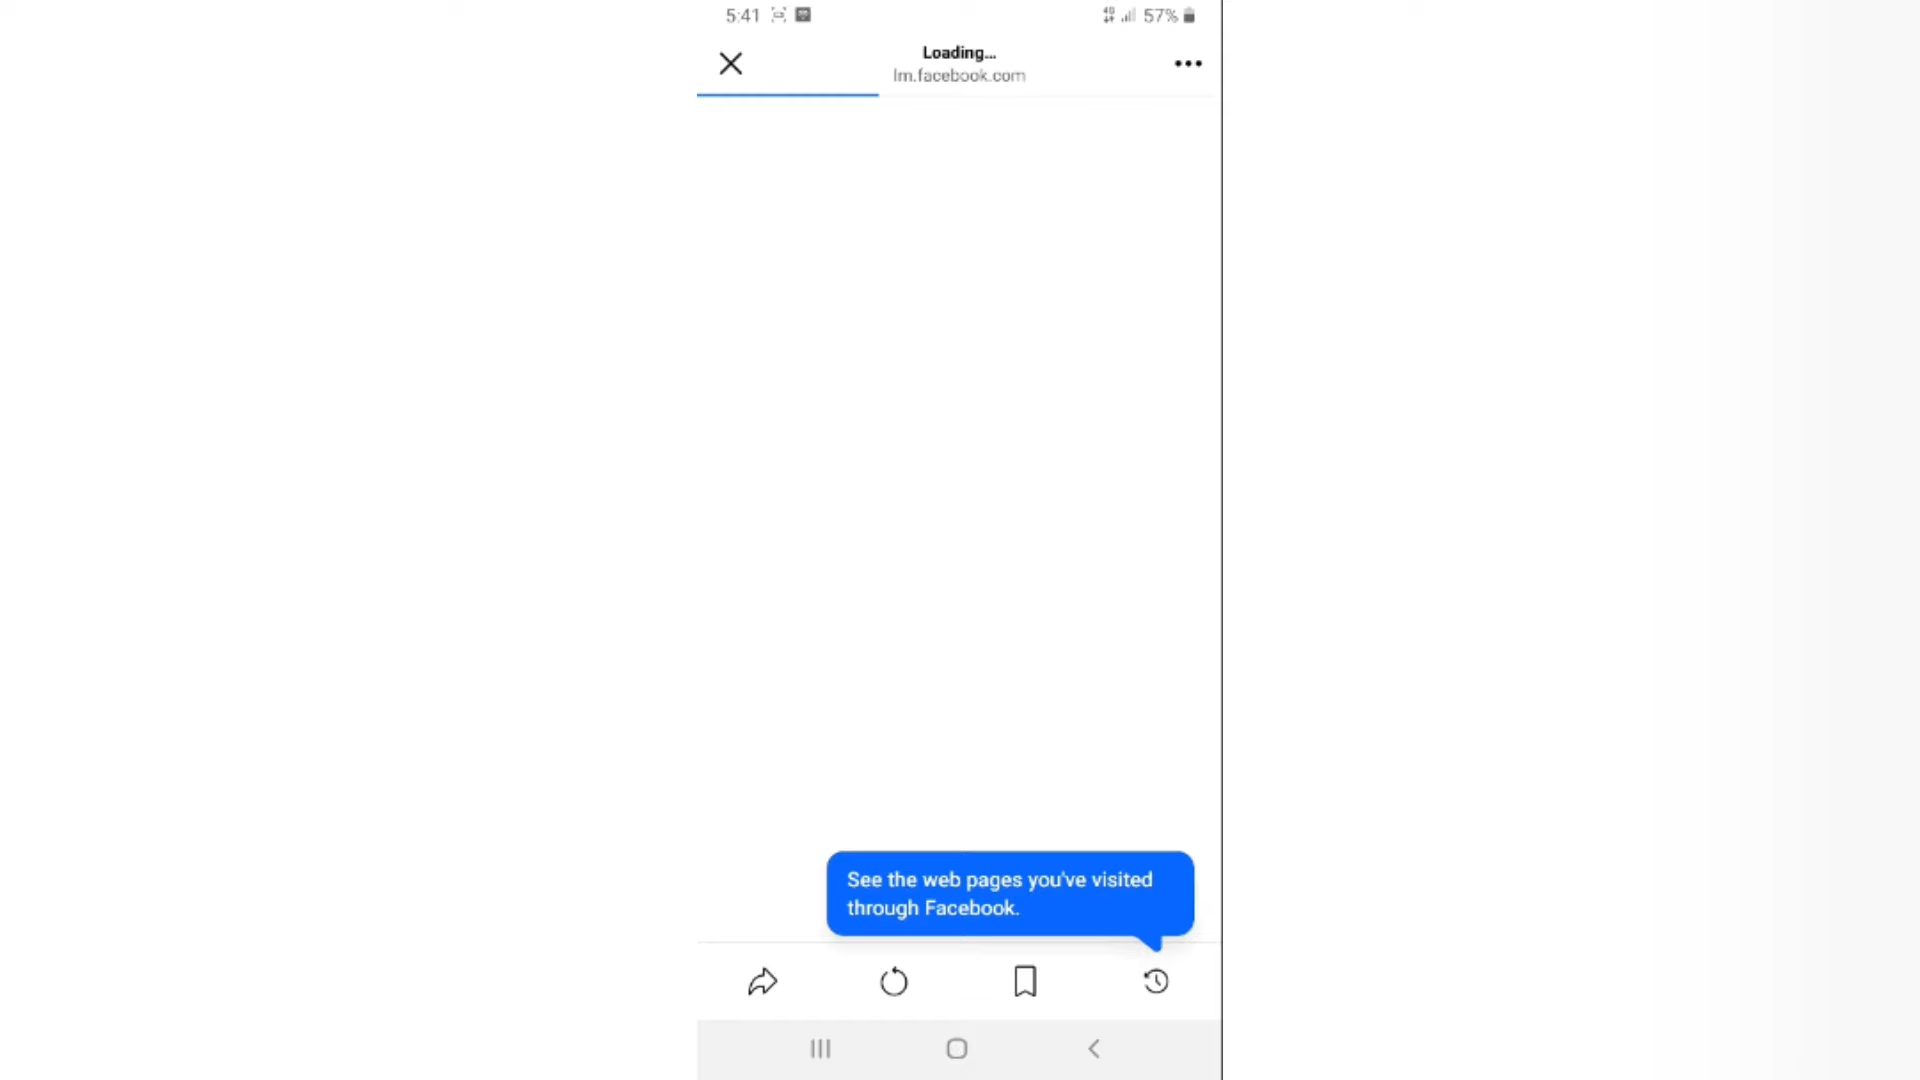 5:41
57%
Loading...
lm.facebook.com
See the web pages you've visited
through Facebook.